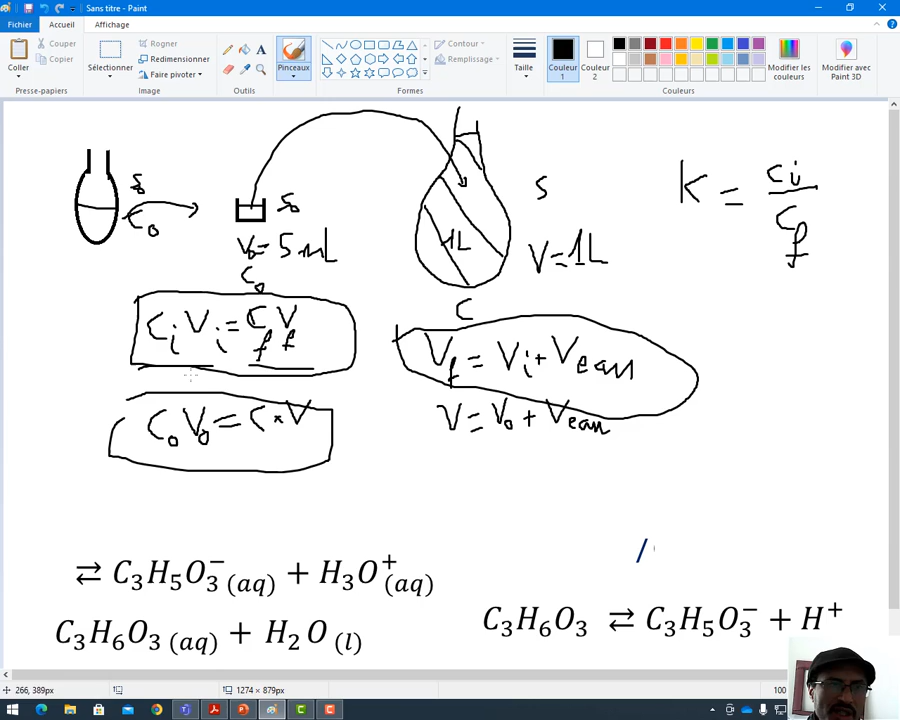 Sans titre - Paint
Fichier Accueil Affichage
Coller
Couper
Copier
Presse-papiers
Sélectionner
Rogner
Redimensionner
Faire pivoter
Image
A
Outils
Pinceaux
Contour
Remplissage
Formes
Taille
Couleur 1
Couleur 2
Modifier les couleurs
Couleurs
Modifier avec Paint 3D
S₀
C₀
S₀
V₀ = 5 mL
C₀
1L
S
V = 1L
C
K = Ci / Cf
CiVi = CfVf
Vf = Vi + Veau
C₀V₀ = C × V
V = V₀ + Veau
⇄ C₃H₅O₃⁻ (aq) + H₃O⁺ (aq)
C₃H₆O₃ (aq) + H₂O (l)
C₃H₆O₃ ⇄ C₃H₅O₃⁻ + H⁺
266, 389px
1274 × 879px
100